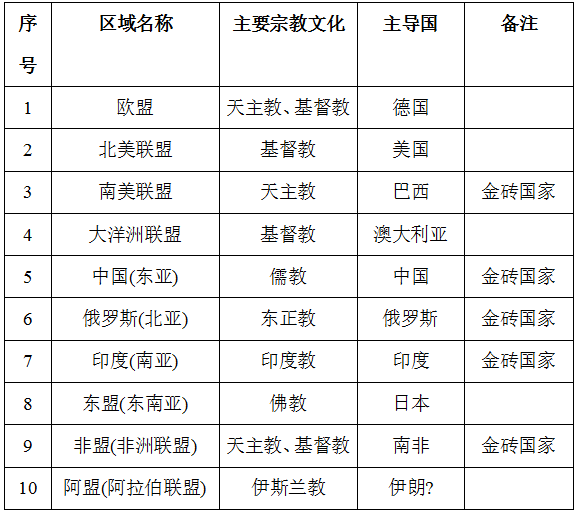 序号 区域名称 主要宗教文化 主导国 备注
1 欧盟 天主教、基督教 德国
2 北美联盟 基督教 美国
3 南美联盟 天主教 巴西 金砖国家
4 大洋洲联盟 基督教 澳大利亚
5 中国(东亚) 儒教 中国 金砖国家
6 俄罗斯(北亚) 东正教 俄罗斯 金砖国家
7 印度(南亚) 印度教 印度 金砖国家
8 东盟(东南亚) 佛教 日本
9 非盟(非洲联盟) 天主教、基督教 南非 金砖国家
10 阿盟(阿拉伯联盟) 伊斯兰教 伊朗?